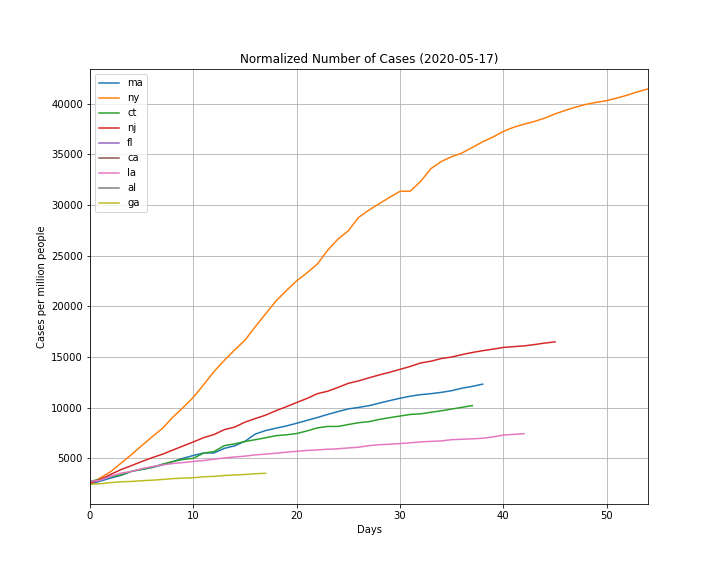 Normalized Number of Cases (2020-05-17)
ma
ny
ct
nj
fl
ca
la
al
ga
40000
35000
30000
25000
20000
15000
10000
5000
Cases per million people
0
10
20
30
40
50
Days